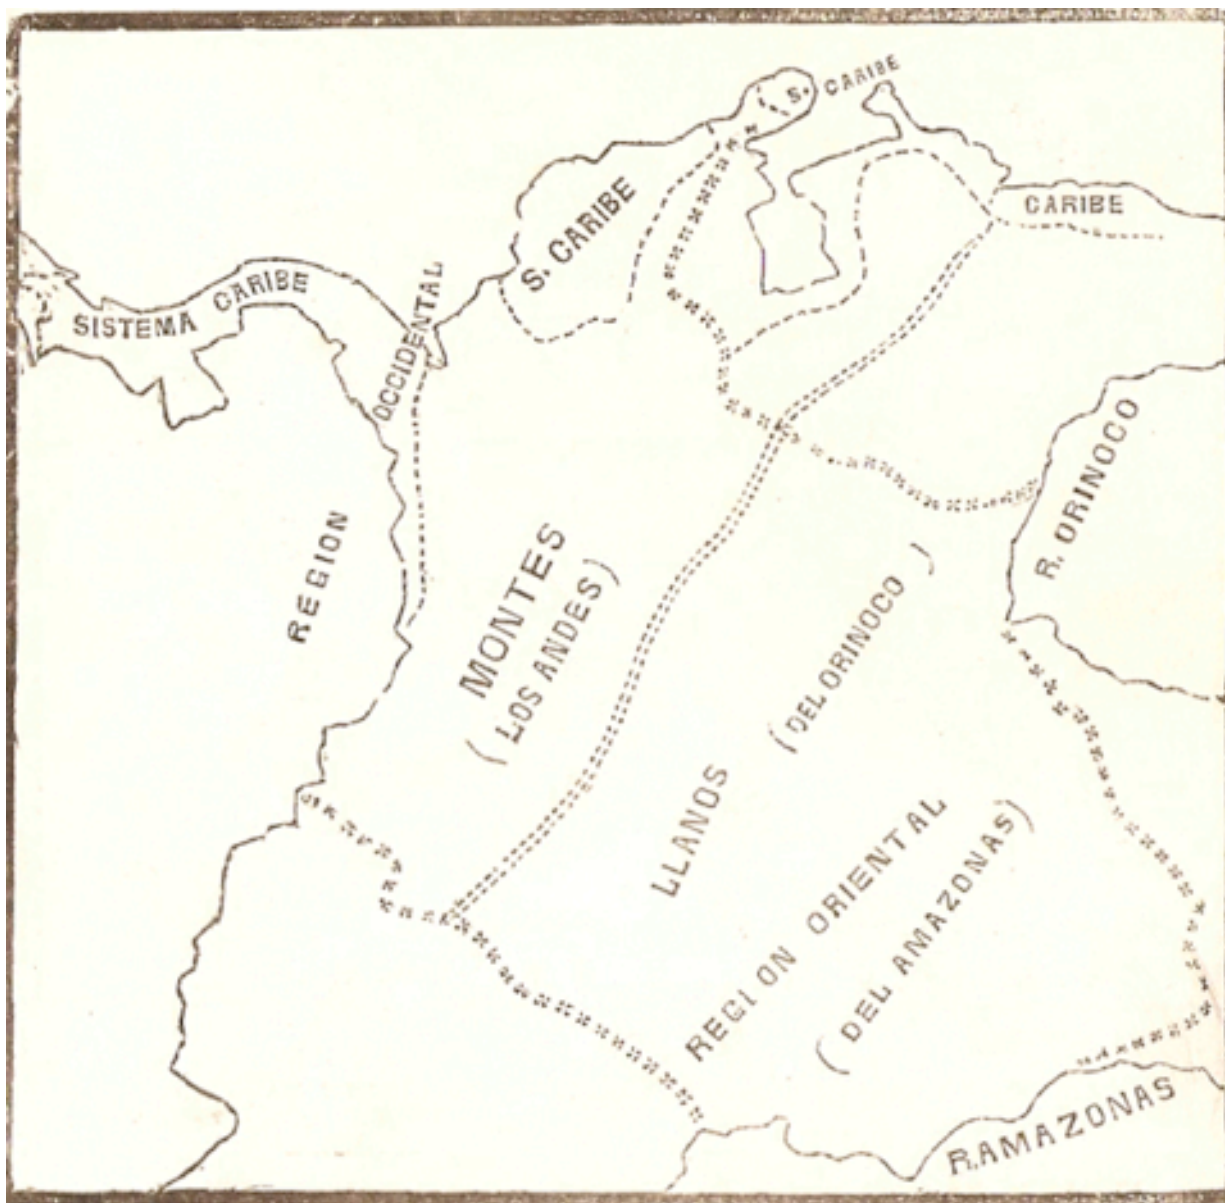 S. CARIBE
S. CARIBE
CARIBE
SISTEMA CARIBE
REGION OCCIDENTAL
R. ORINOCO
MONTES
(LOS ANDES)
LLANOS (DEL ORINOCO)
REGION ORIENTAL
(DEL AMAZONAS)
R. AMAZONAS